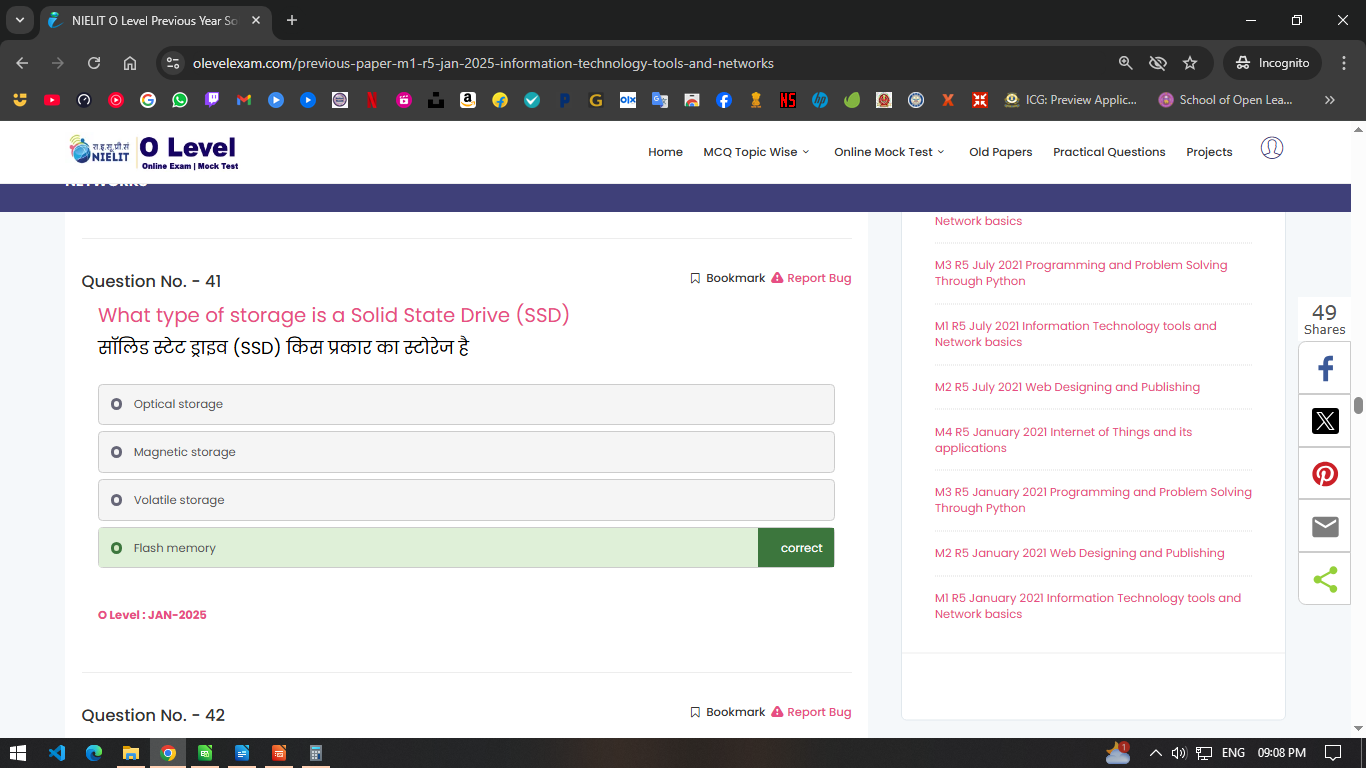 NIELIT O Level Previous Year So
olevelexam.com/previous-paper-m1-r5-jan-2025-information-technology-tools-and-networks
Incognito
ICG: Preview Applic...
School of Open Lea...
रा.इ.सू.प्रौ.सं
NIELIT
O Level
Online Exam | Mock Test
Home
MCQ Topic Wise
Online Mock Test
Old Papers
Practical Questions
Projects
NETWORKS
Question No. - 41
Bookmark
Report Bug
What type of storage is a Solid State Drive (SSD)
सॉलिड स्टेट ड्राइव (SSD) किस प्रकार का स्टोरेज है
Optical storage
Magnetic storage
Volatile storage
Flash memory
correct
O Level : JAN-2025
Question No. - 42
Bookmark
Report Bug
Network basics
M3 R5 July 2021 Programming and Problem Solving
Through Python
M1 R5 July 2021 Information Technology tools and
Network basics
M2 R5 July 2021 Web Designing and Publishing
M4 R5 January 2021 Internet of Things and its
applications
M3 R5 January 2021 Programming and Problem Solving
Through Python
M2 R5 January 2021 Web Designing and Publishing
M1 R5 January 2021 Information Technology tools and
Network basics
49
Shares
1
ENG
09:08 PM